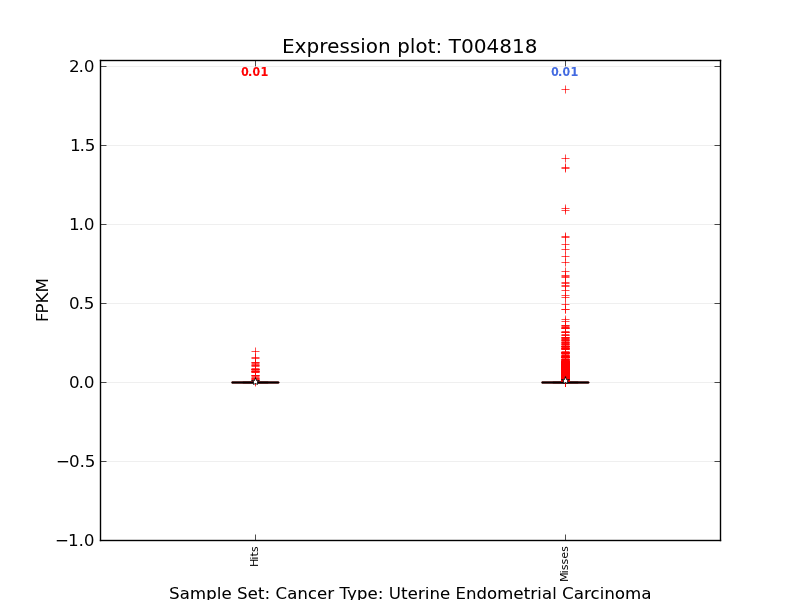 Expression plot: T004818
2.0
0.01
0.01
1.5
1.0
0.5
FPKM
0.0
−0.5
−1.0
Hits
Misses
Sample Set: Cancer Type: Uterine Endometrial Carcinoma